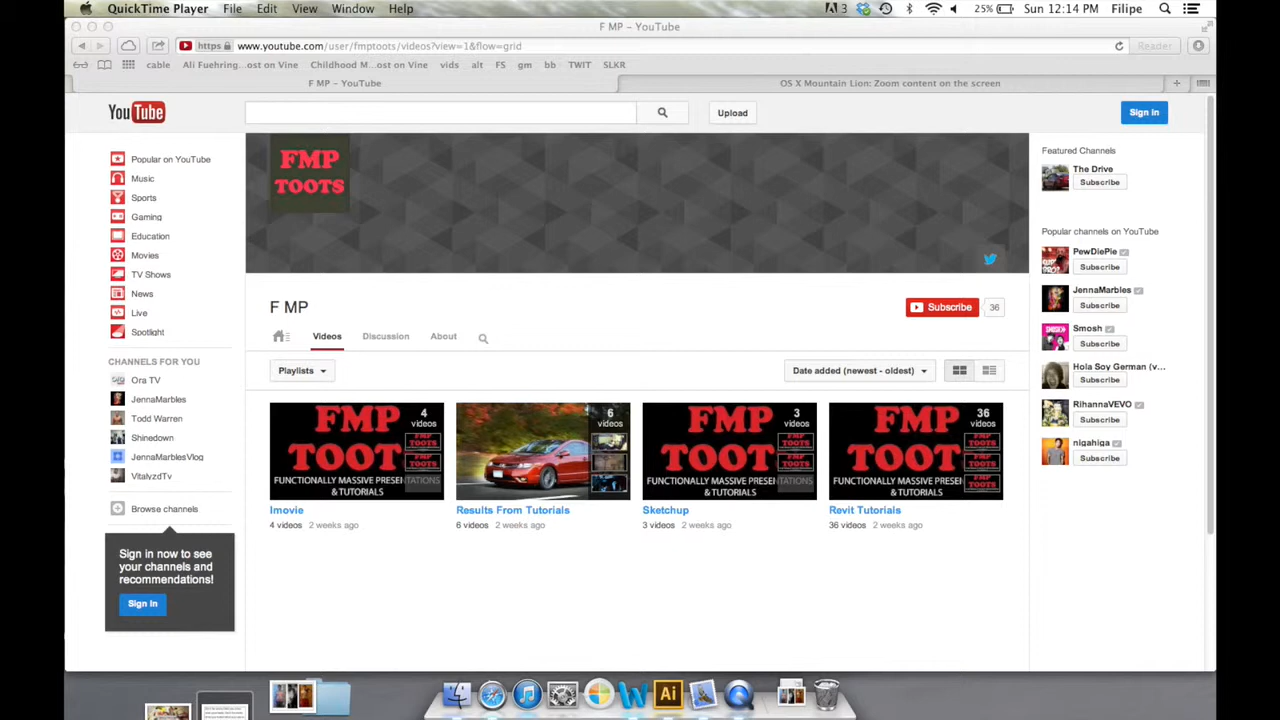 QuickTime Player File Edit View Window Help 3 25% Sun 12:14 PM Filipe
F MP – YouTube
https www.youtube.com/user/fmptoots/videos?view=1&flow=grid Reader
cable Ali Fuehring...ost on Vine Childhood M...ost on Vine vids alt FS gm bb TWIT SLKR
F MP – YouTube OS X Mountain Lion: Zoom content on the screen
YouTube Upload Sign in
Popular on YouTube
Music
Sports
Gaming
Education
Movies
TV Shows
News
Live
Spotlight
CHANNELS FOR YOU
Ora TV
JennaMarbles
Todd Warren
Shinedown
JennaMarblesVlog
VitalyzdTv
Browse channels
Sign in now to see
your channels and
recommendations!
Sign in
FMP
TOOTS
F MP
Subscribe 36
Videos Discussion About
Playlists Date added (newest - oldest)
FMP
TOOT
FUNCTIONALLY MASSIVE PRESENTATIONS
& TUTORIALS
4
videos
Imovie
4 videos 2 weeks ago
6
videos
Results From Tutorials
6 videos 2 weeks ago
FMP
TOOT
FUNCTIONALLY MASSIVE PRESENTATIONS
& TUTORIALS
3
videos
Sketchup
3 videos 2 weeks ago
FMP
TOOT
FUNCTIONALLY MASSIVE PRESEN
& TUTORIALS
36
videos
Revit Tutorials
36 videos 2 weeks ago
Featured Channels
The Drive
Subscribe
Popular channels on YouTube
PewDiePie
Subscribe
JennaMarbles
Subscribe
Smosh
Subscribe
Hola Soy German (v...
Subscribe
RihannaVEVO
Subscribe
nigahiga
Subscribe
Ai